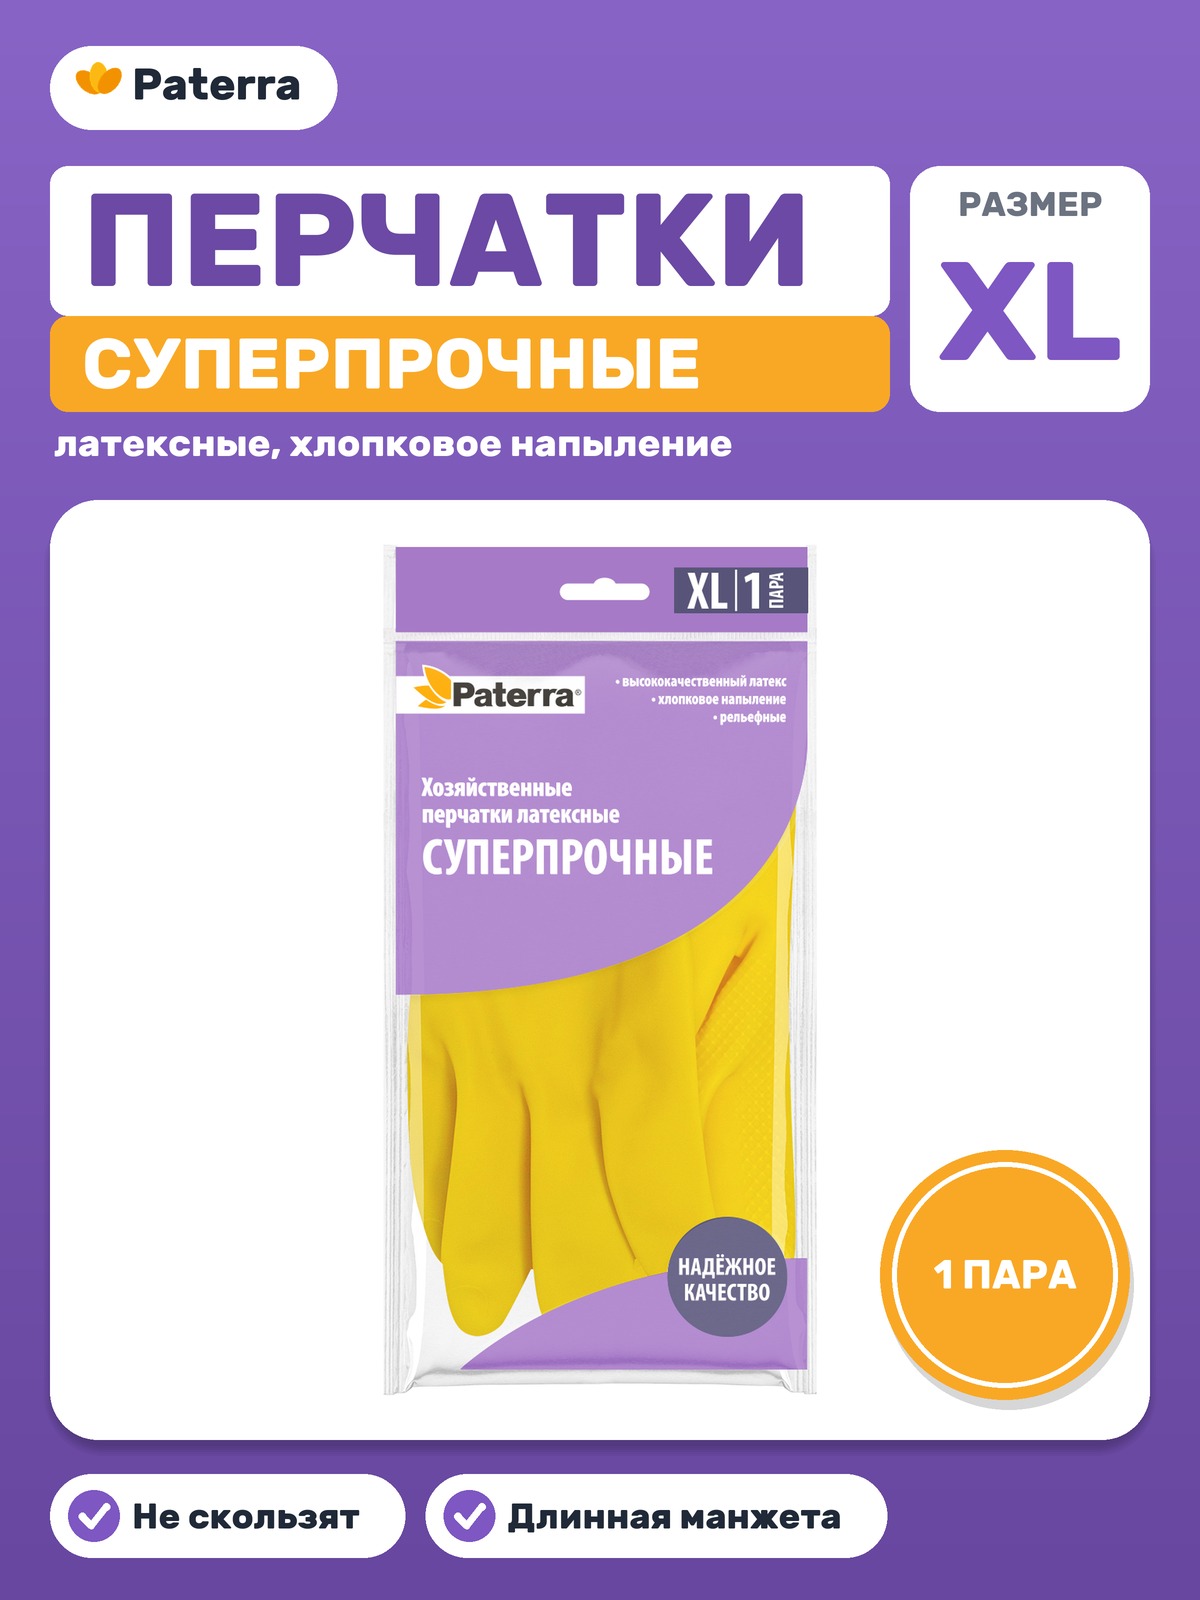 Paterra
ПЕРЧАТКИ
СУПЕРПРОЧНЫЕ
РАЗМЕР
XL
латексные, хлопковое напыление
XL 1 ПАРА
Paterra®
• высококачественный латекс
• хлопковое напыление
• рельефные
Хозяйственные
перчатки латексные
СУПЕРПРОЧНЫЕ
НАДЁЖНОЕ
КАЧЕСТВО
1 ПАРА
Не скользят
Длинная манжета